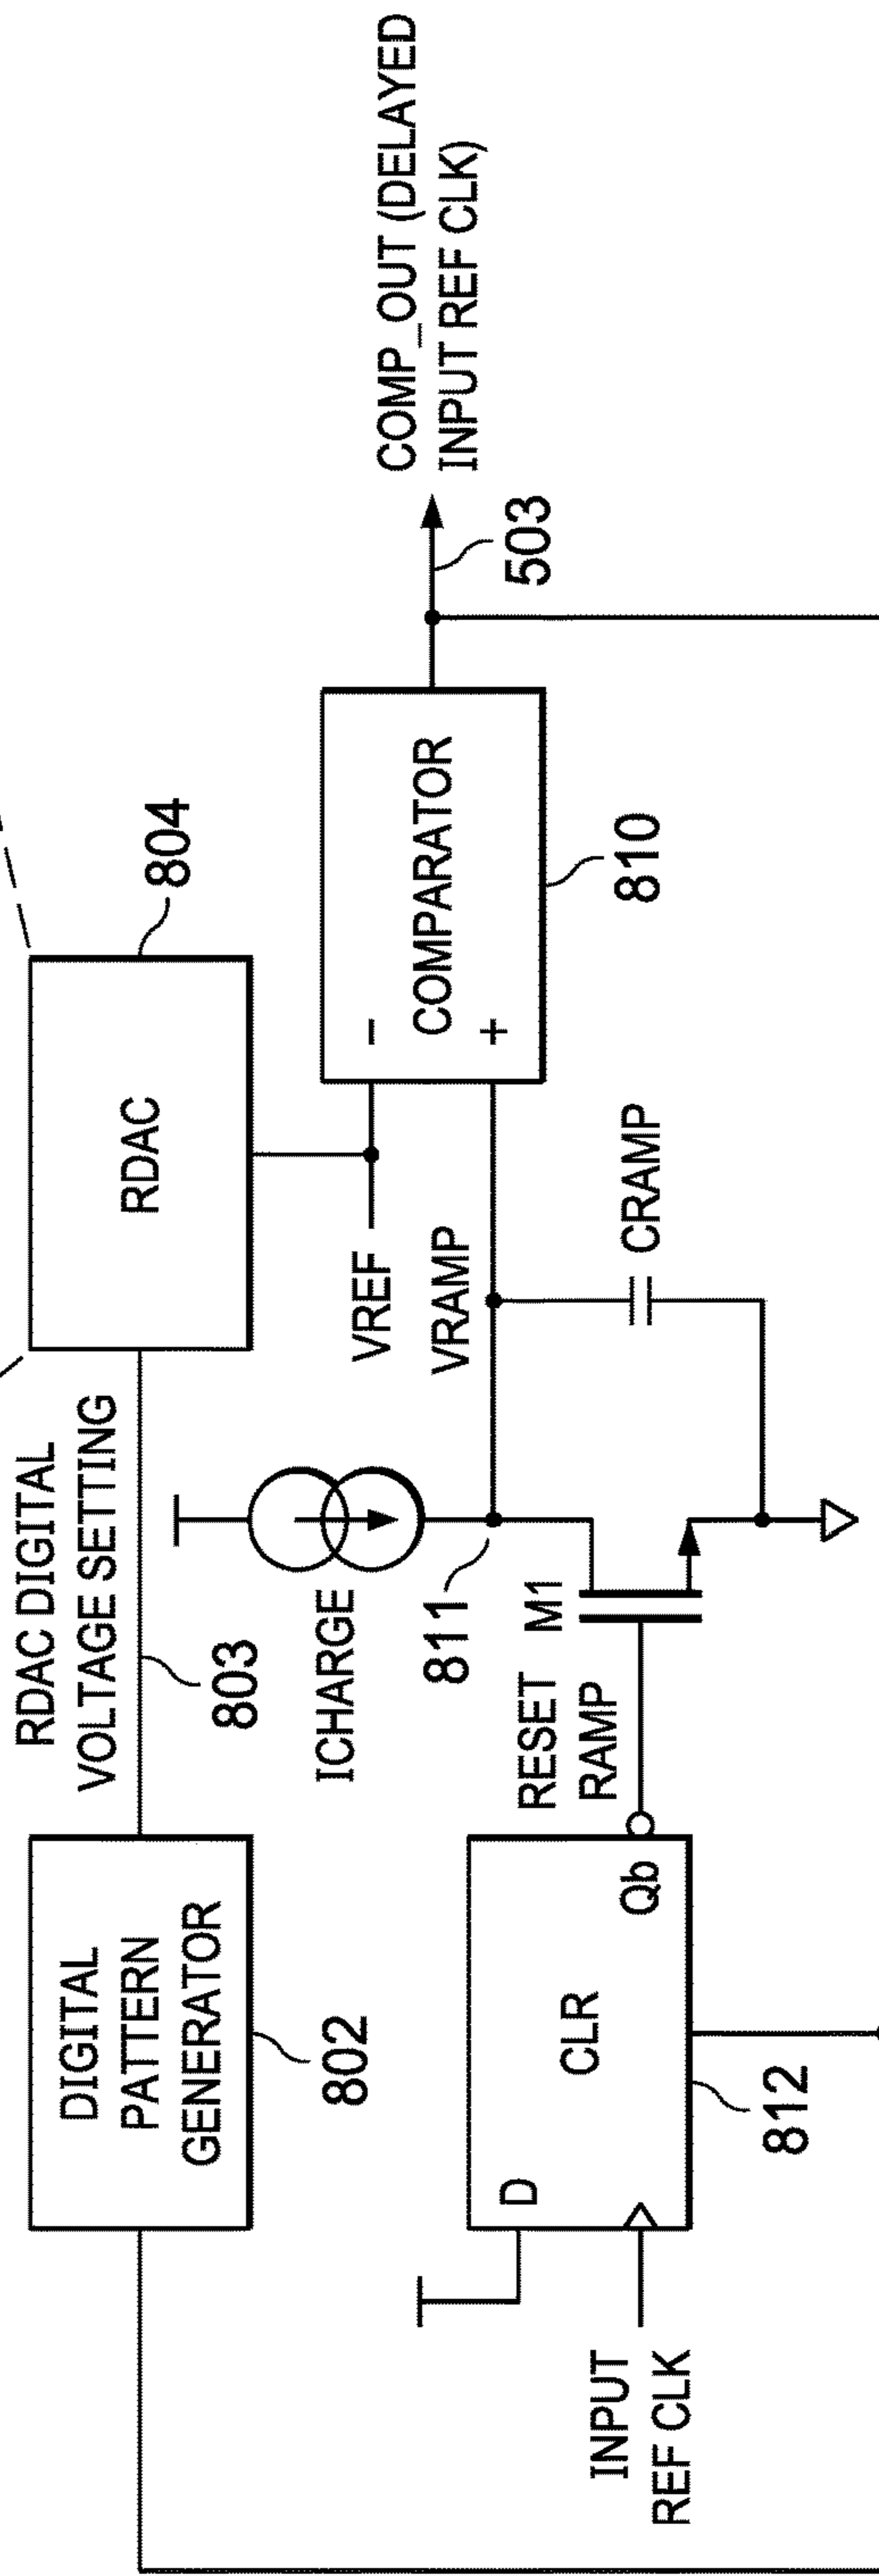 DIGITAL
PATTERN
GENERATOR
802
RDAC DIGITAL
VOLTAGE SETTING
803
RDAC
804
ICHARGE
VREF
VRAMP
811
-
COMPARATOR
+
810
COMP_OUT (DELAYED
INPUT REF CLK)
503
CRAMP
M1
RESET
RAMP
D
CLR
Qb
812
INPUT
REF CLK